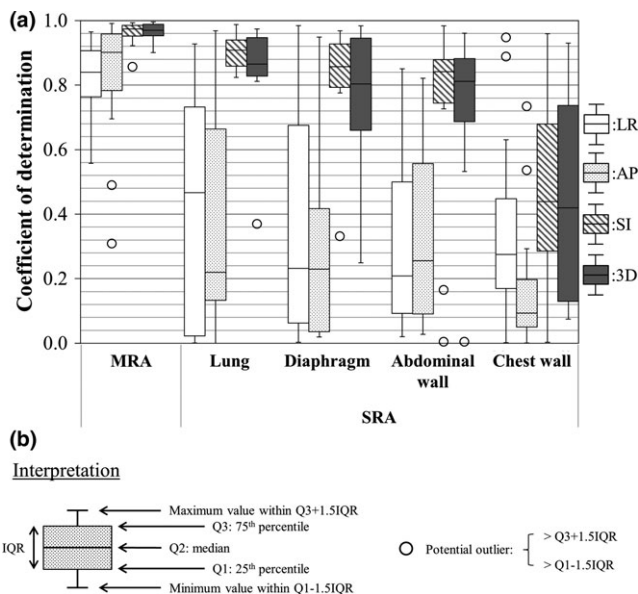 (a)
Coefficient of determination
1.0
0.8
0.6
0.4
0.2
0.0
MRA
Lung
Diaphragm
Abdominal
wall
Chest wall
SRA
:LR
:AP
:SI
:3D
(b)
Interpretation
IQR
Maximum value within Q3+1.5IQR
Q3: 75th percentile
Q2: median
Q1: 25th percentile
Minimum value within Q1-1.5IQR
Potential outlier:
> Q3+1.5IQR
> Q1-1.5IQR